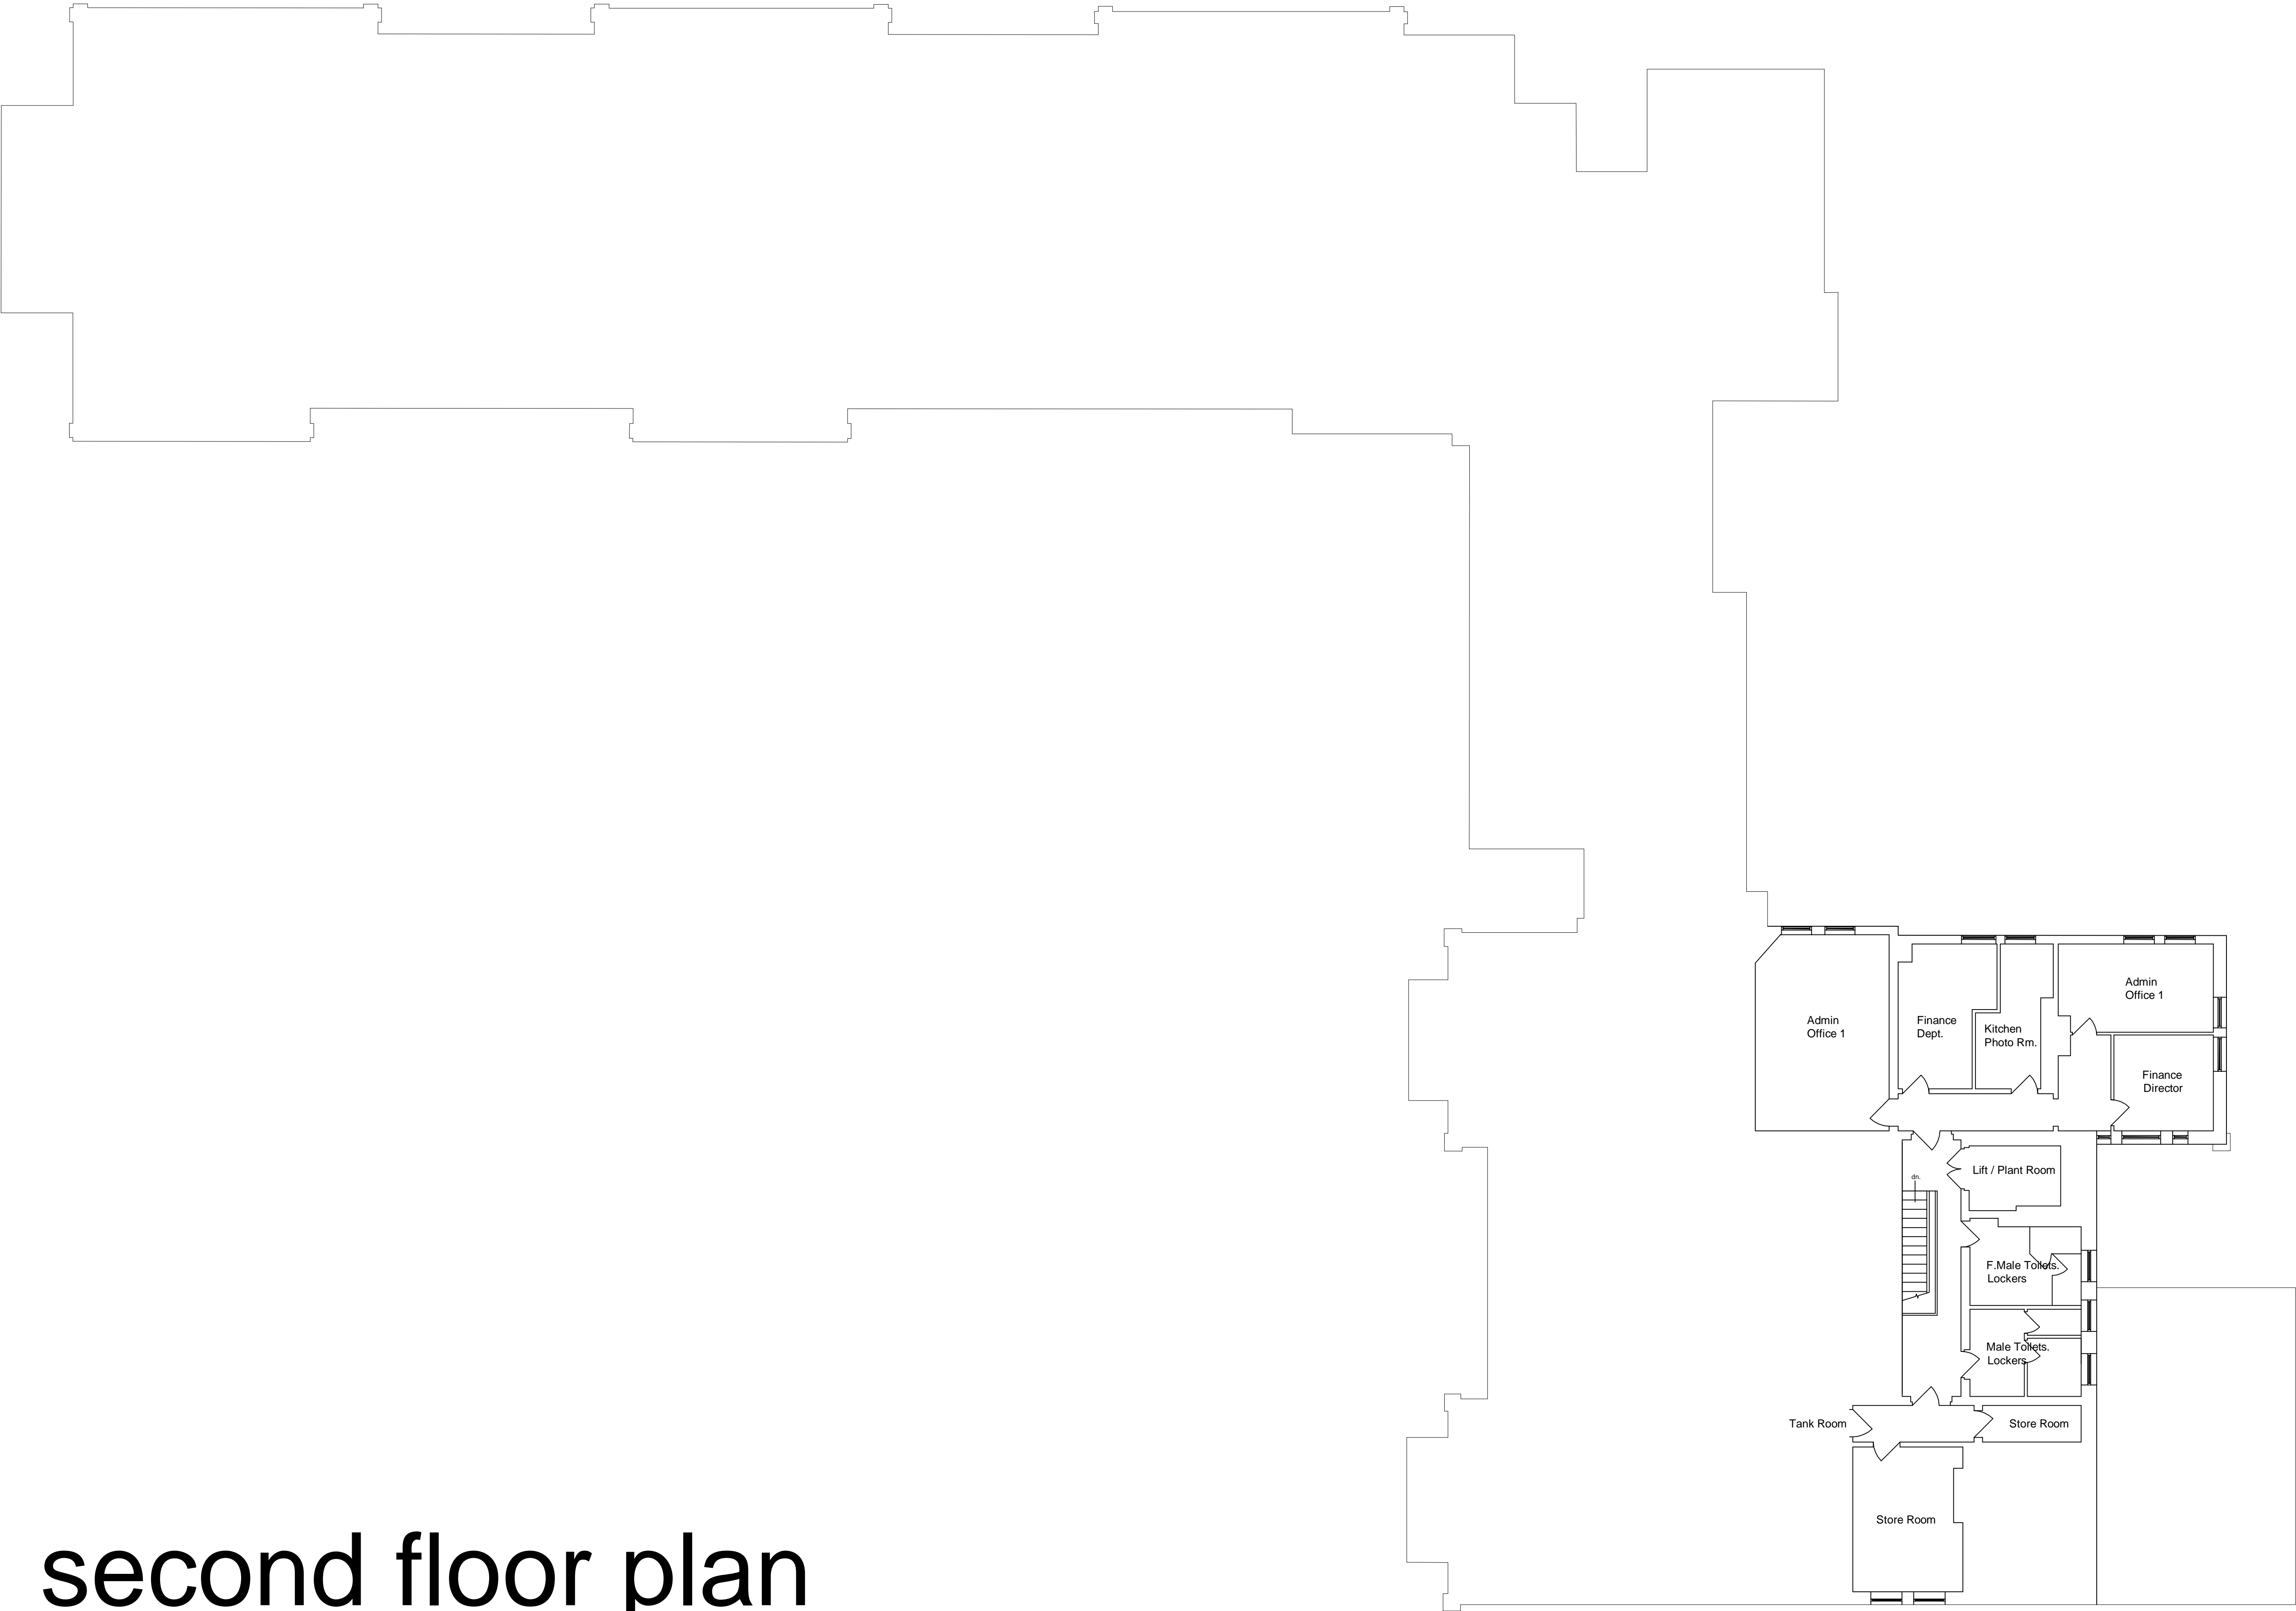 Admin
Office 1
Admin
Office 1
Finance
Dept.
Kitchen
Photo Rm.
Finance
Director
Lift / Plant Room
dn.
F.Male Toilets.
Lockers
Male Toilets.
Lockers
Tank Room
Store Room
Store Room
second floor plan